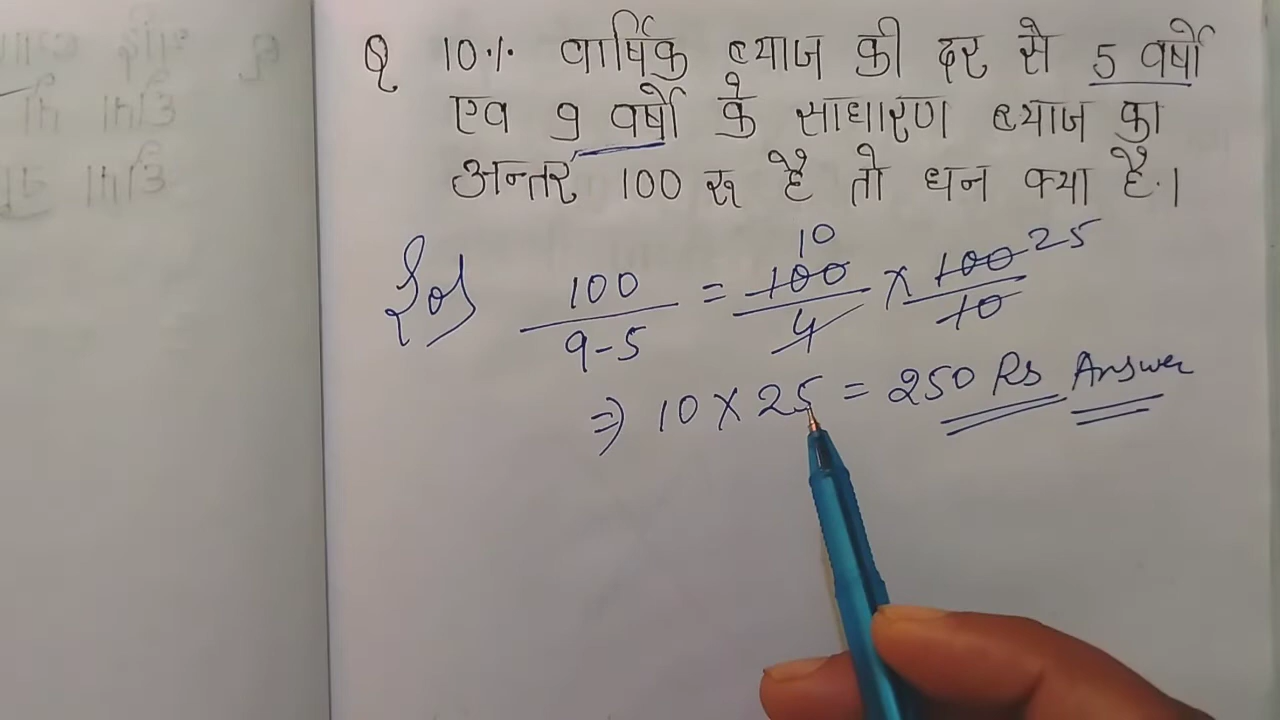 Q 10% वार्षिक ब्याज की दर से 5 वर्षो
एव 9 वर्षो के साधारण ब्याज का
अन्तर 100 रू है तो धन क्या है।
Sol 100/9-5 = 100/4 × 100/10 10 25
⇒ 10 × 25 = 250 Rs Answer